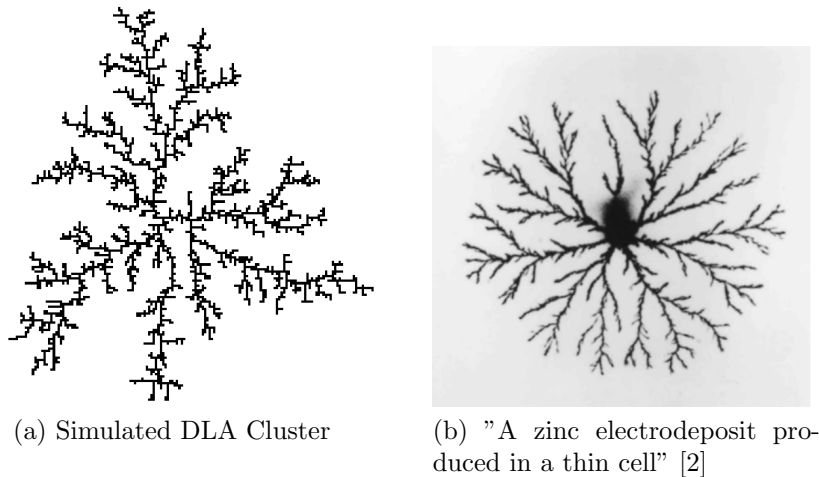 (a) Simulated DLA Cluster
(b) ”A zinc electrodeposit pro-
duced in a thin cell” [2]